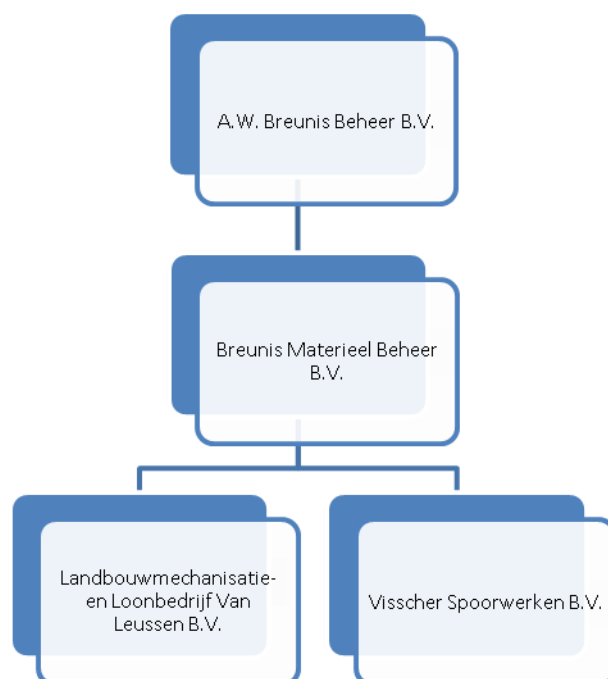 A.W. Breunis Beheer B.V.
Breunis Materieel Beheer
B.V.
Landbouwmechanisatie-
en Loonbedrijf Van
Leussen B.V.
Visscher Spoorwerken B.V.